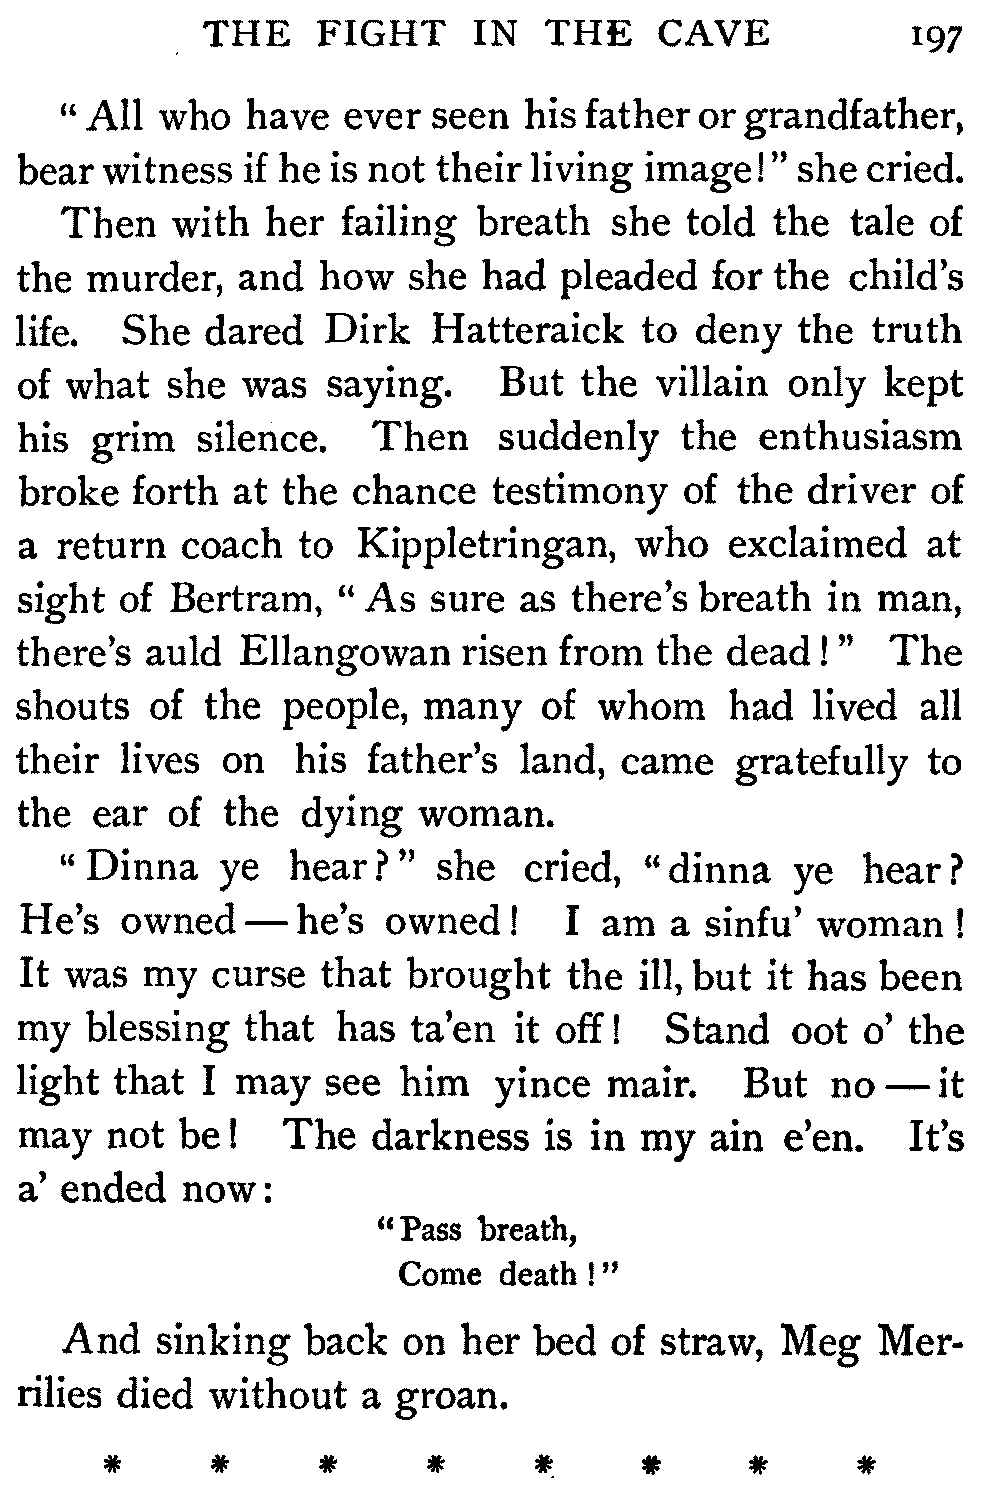 THE FIGHT IN THE CAVE 197
“All who have ever seen his father or grandfather,
bear witness if he is not their living image!” she cried.
Then with her failing breath she told the tale of
the murder, and how she had pleaded for the child’s
life. She dared Dirk Hatteraick to deny the truth
of what she was saying. But the villain only kept
his grim silence. Then suddenly the enthusiasm
broke forth at the chance testimony of the driver of
a return coach to Kippletringan, who exclaimed at
sight of Bertram, “As sure as there’s breath in man,
there’s auld Ellangowan risen from the dead!” The
shouts of the people, many of whom had lived all
their lives on his father’s land, came gratefully to
the ear of the dying woman.
“Dinna ye hear?” she cried, “dinna ye hear?
He’s owned — he’s owned! I am a sinfu’ woman!
It was my curse that brought the ill, but it has been
my blessing that has ta’en it off! Stand oot o’ the
light that I may see him yince mair. But no — it
may not be! The darkness is in my ain e’en. It’s
a’ ended now:
“Pass breath,
Come death!”
And sinking back on her bed of straw, Meg Mer-
rilies died without a groan.
* * * * * * * *